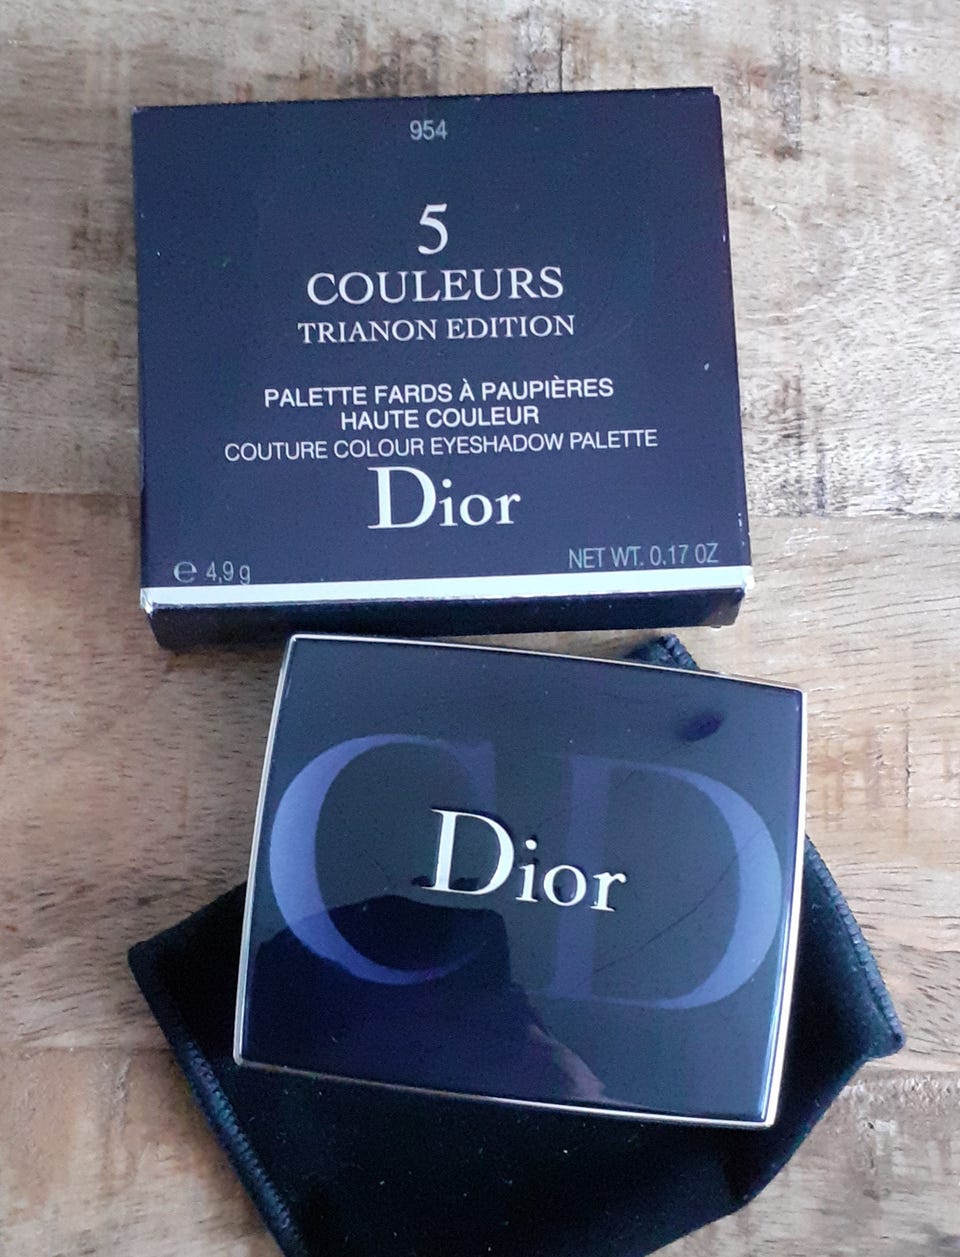 954
5
COULEURS
TRIANON EDITION
PALETTE FARDS À PAUPIÈRES
HAUTE COULEUR
COUTURE COLOUR EYESHADOW PALETTE
Dior
℮ 4,9 g
NET WT. 0.17 OZ
CD
Dior